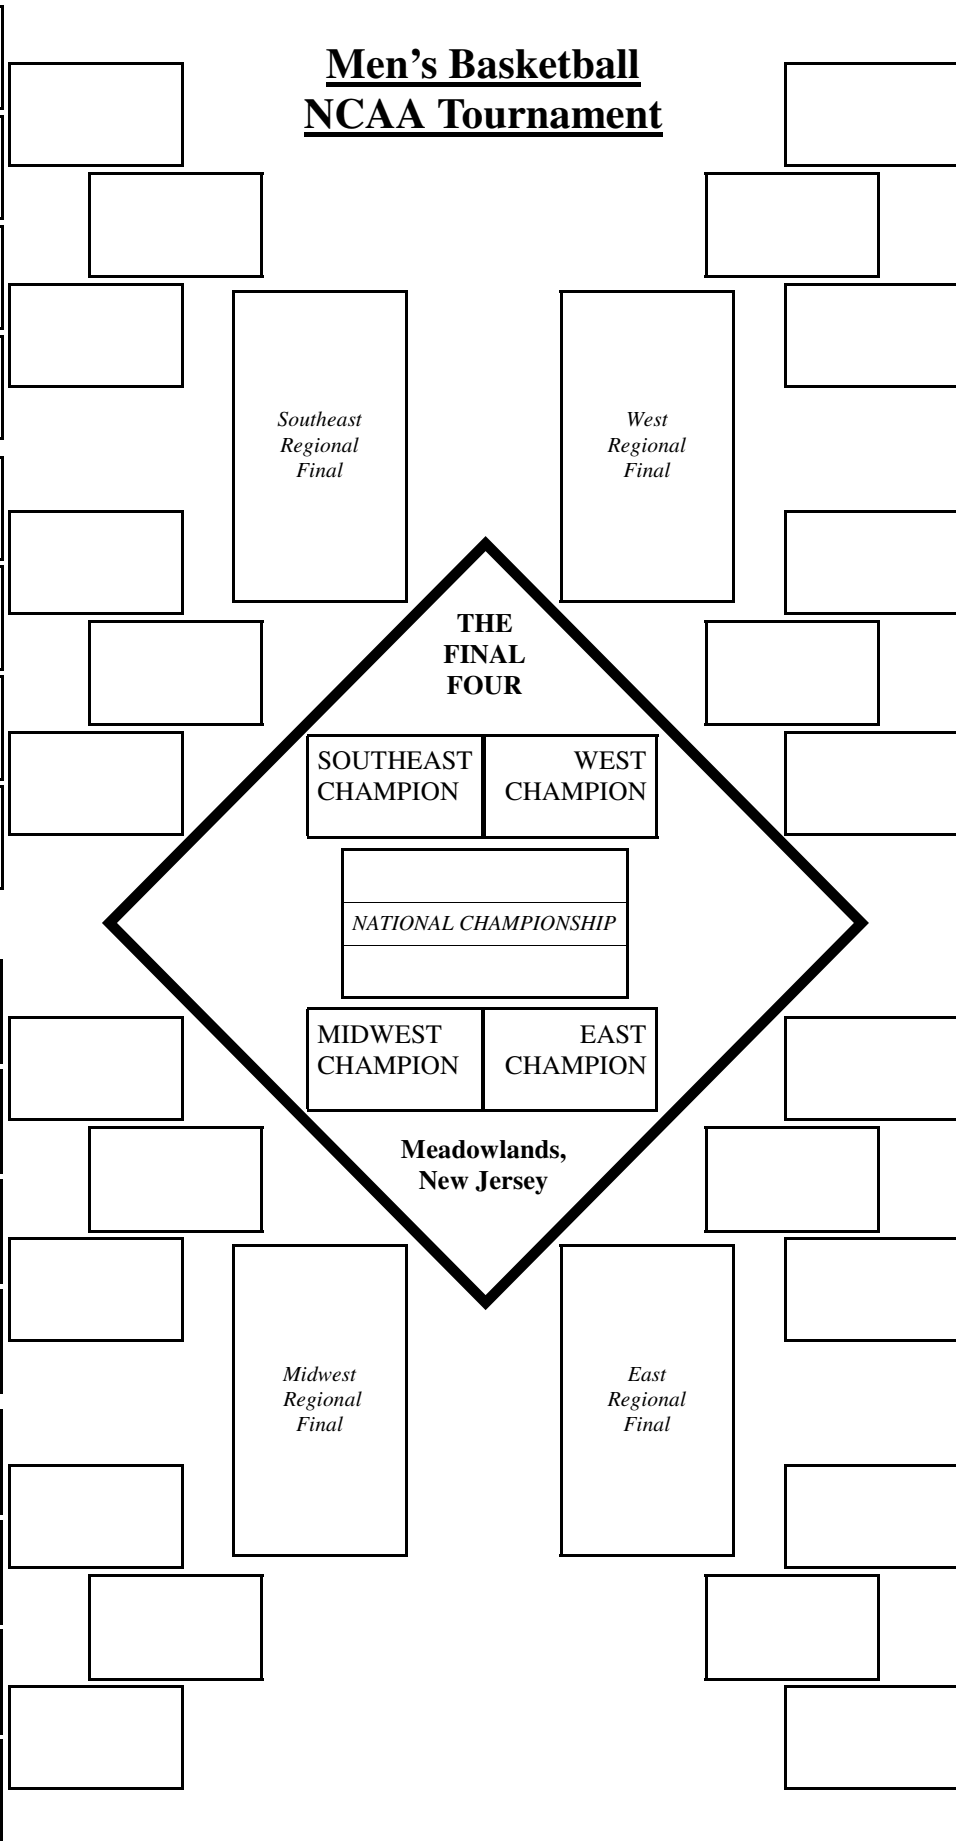 Men’s Basketball
NCAA Tournament
Southeast
Regional
Final
West
Regional
Final
THE
FINAL
FOUR
SOUTHEAST
CHAMPION
WEST
CHAMPION
NATIONAL CHAMPIONSHIP
MIDWEST
CHAMPION
EAST
CHAMPION
Meadowlands,
New Jersey
Midwest
Regional
Final
East
Regional
Final